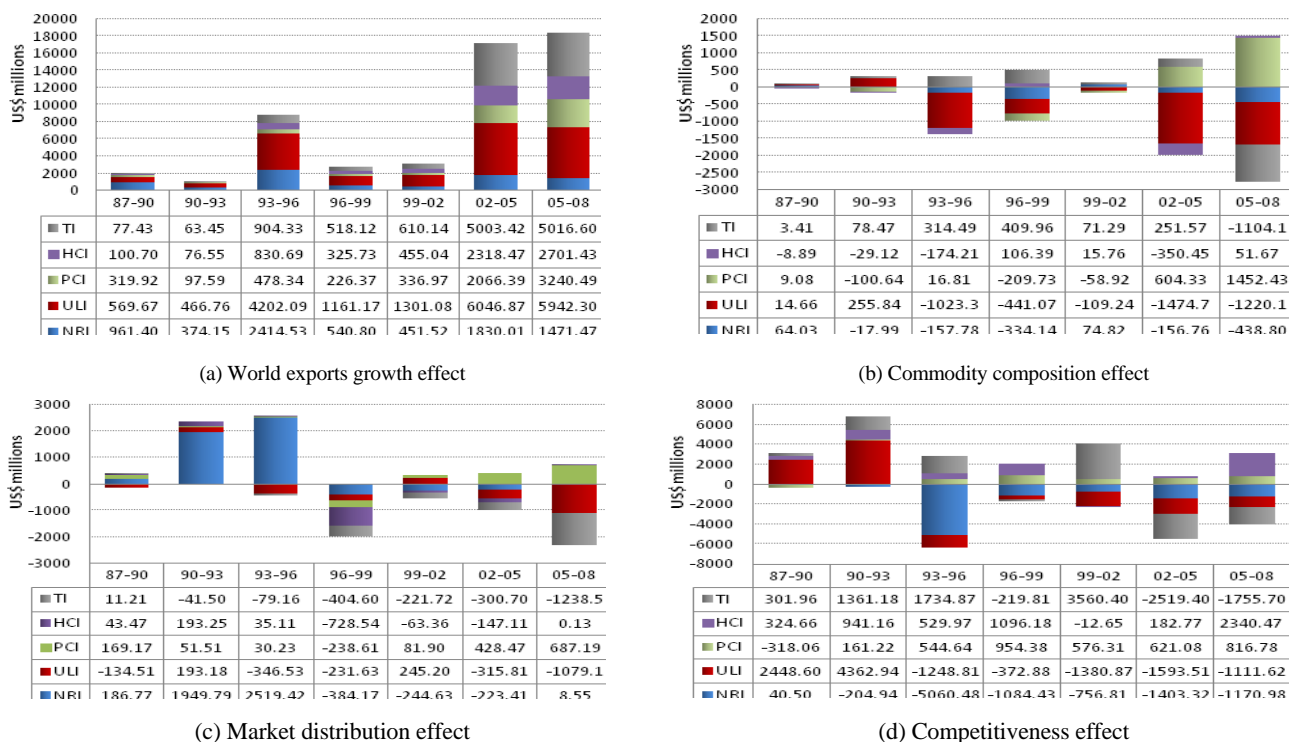 US$ millions
20000
18000
16000
14000
12000
10000
8000
6000
4000
2000
0
87-90 90-93 93-96 96-99 99-02 02-05 05-08
TI 77.43 63.45 904.33 518.12 610.14 5003.42 5016.60
HCI 100.70 76.55 830.69 325.73 455.04 2318.47 2701.43
PCI 319.92 97.59 478.34 226.37 336.97 2066.39 3240.49
ULI 569.67 466.76 4202.09 1161.17 1301.08 6046.87 5942.30
NRI 961.40 374.15 2414.53 540.80 451.52 1830.01 1471.47
(a) World exports growth effect
US$ millions
2000
1500
1000
500
0
-500
-1000
-1500
-2000
-2500
-3000
87-90 90-93 93-96 96-99 99-02 02-05 05-08
TI 3.41 78.47 314.49 409.96 71.29 251.57 -1104.1
HCI -8.89 -29.12 -174.21 106.39 15.76 -350.45 51.67
PCI 9.08 -100.64 16.81 -209.73 -58.92 604.33 1452.43
ULI 14.66 255.84 -1023.3 -441.07 -109.24 -1474.7 -1220.1
NRI 64.03 -17.99 -157.78 -334.14 74.82 -156.76 -438.80
(b) Commodity composition effect
US$ millions
3000
2000
1000
0
-1000
-2000
-3000
87-90 90-93 93-96 96-99 99-02 02-05 05-08
TI 11.21 -41.50 -79.16 -404.60 -221.72 -300.70 -1238.5
HCI 43.47 193.25 35.11 -728.54 -63.36 -147.11 0.13
PCI 169.17 51.51 30.23 -238.61 81.90 428.47 687.19
ULI -134.51 193.18 -346.53 -231.63 245.20 -315.81 -1079.1
NRI 186.77 1949.79 2519.42 -384.17 -244.63 -223.41 8.55
(c) Market distribution effect
US$ millions
8000
6000
4000
2000
0
-2000
-4000
-6000
-8000
87-90 90-93 93-96 96-99 99-02 02-05 05-08
TI 301.96 1361.18 1734.87 -219.81 3560.40 -2519.40 -1755.70
HCI 324.66 941.16 529.97 1096.18 -12.65 182.77 2340.47
PCI -318.06 161.22 544.64 954.38 576.31 621.08 816.78
ULI 2448.60 4362.94 -1248.81 -372.88 -1380.87 -1593.51 -1111.62
NRI 40.50 -204.94 -5060.48 -1084.43 -756.81 -1403.32 -1170.98
(d) Competitiveness effect